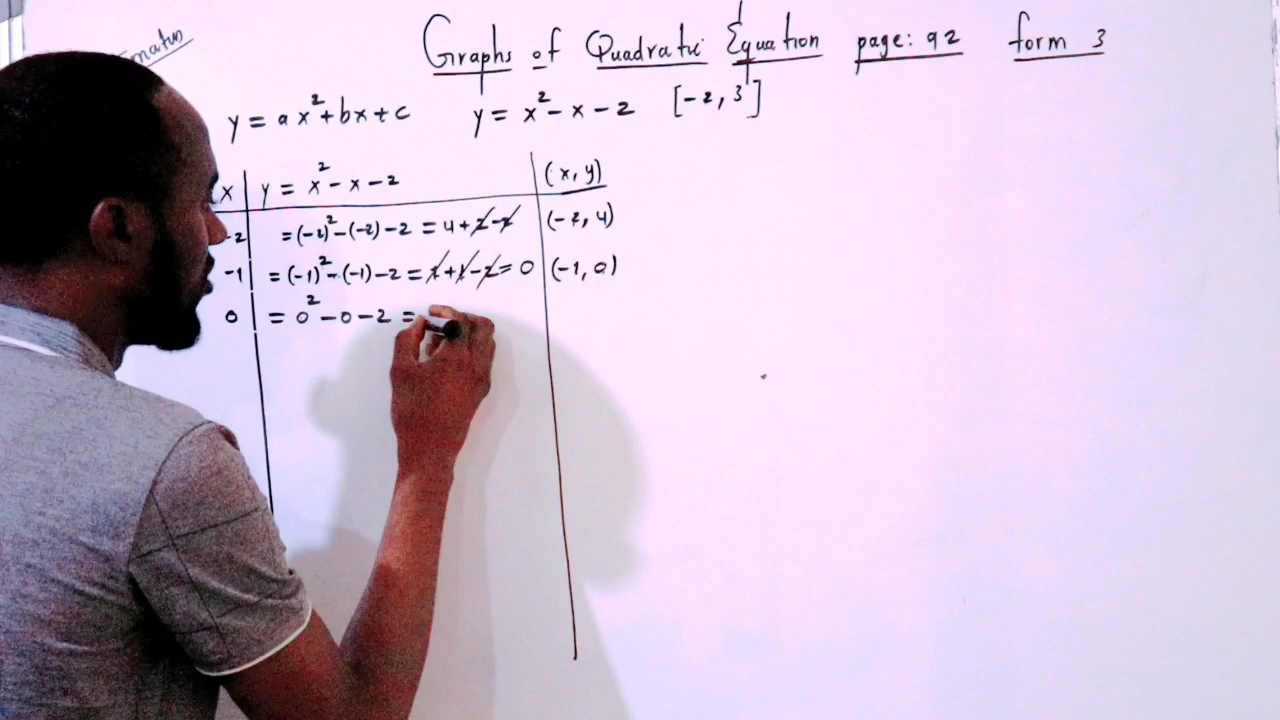 Graphs of Quadratic Equation page: 92 form 3
y = ax²+bx+c y = x²-x-2 [-2, 3]
x y = x²-x-2 (x, y)
-2 =(-2)²-(-2)-2 = 4+2-2 (-2, 4)
-1 =(-1)²-(-1)-2 = 1+1-2 = 0 (-1, 0)
0 = 0²-0-2 =